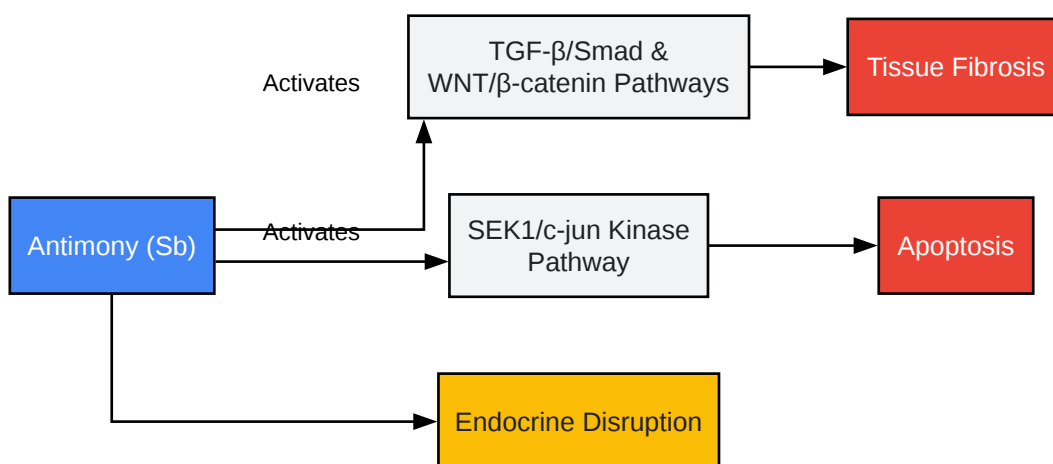 TGF-β/Smad &
WNT/β-catenin Pathways
Tissue Fibrosis
Activates
Antimony (Sb)
Activates
SEK1/c-jun Kinase
Pathway
Apoptosis
Endocrine Disruption